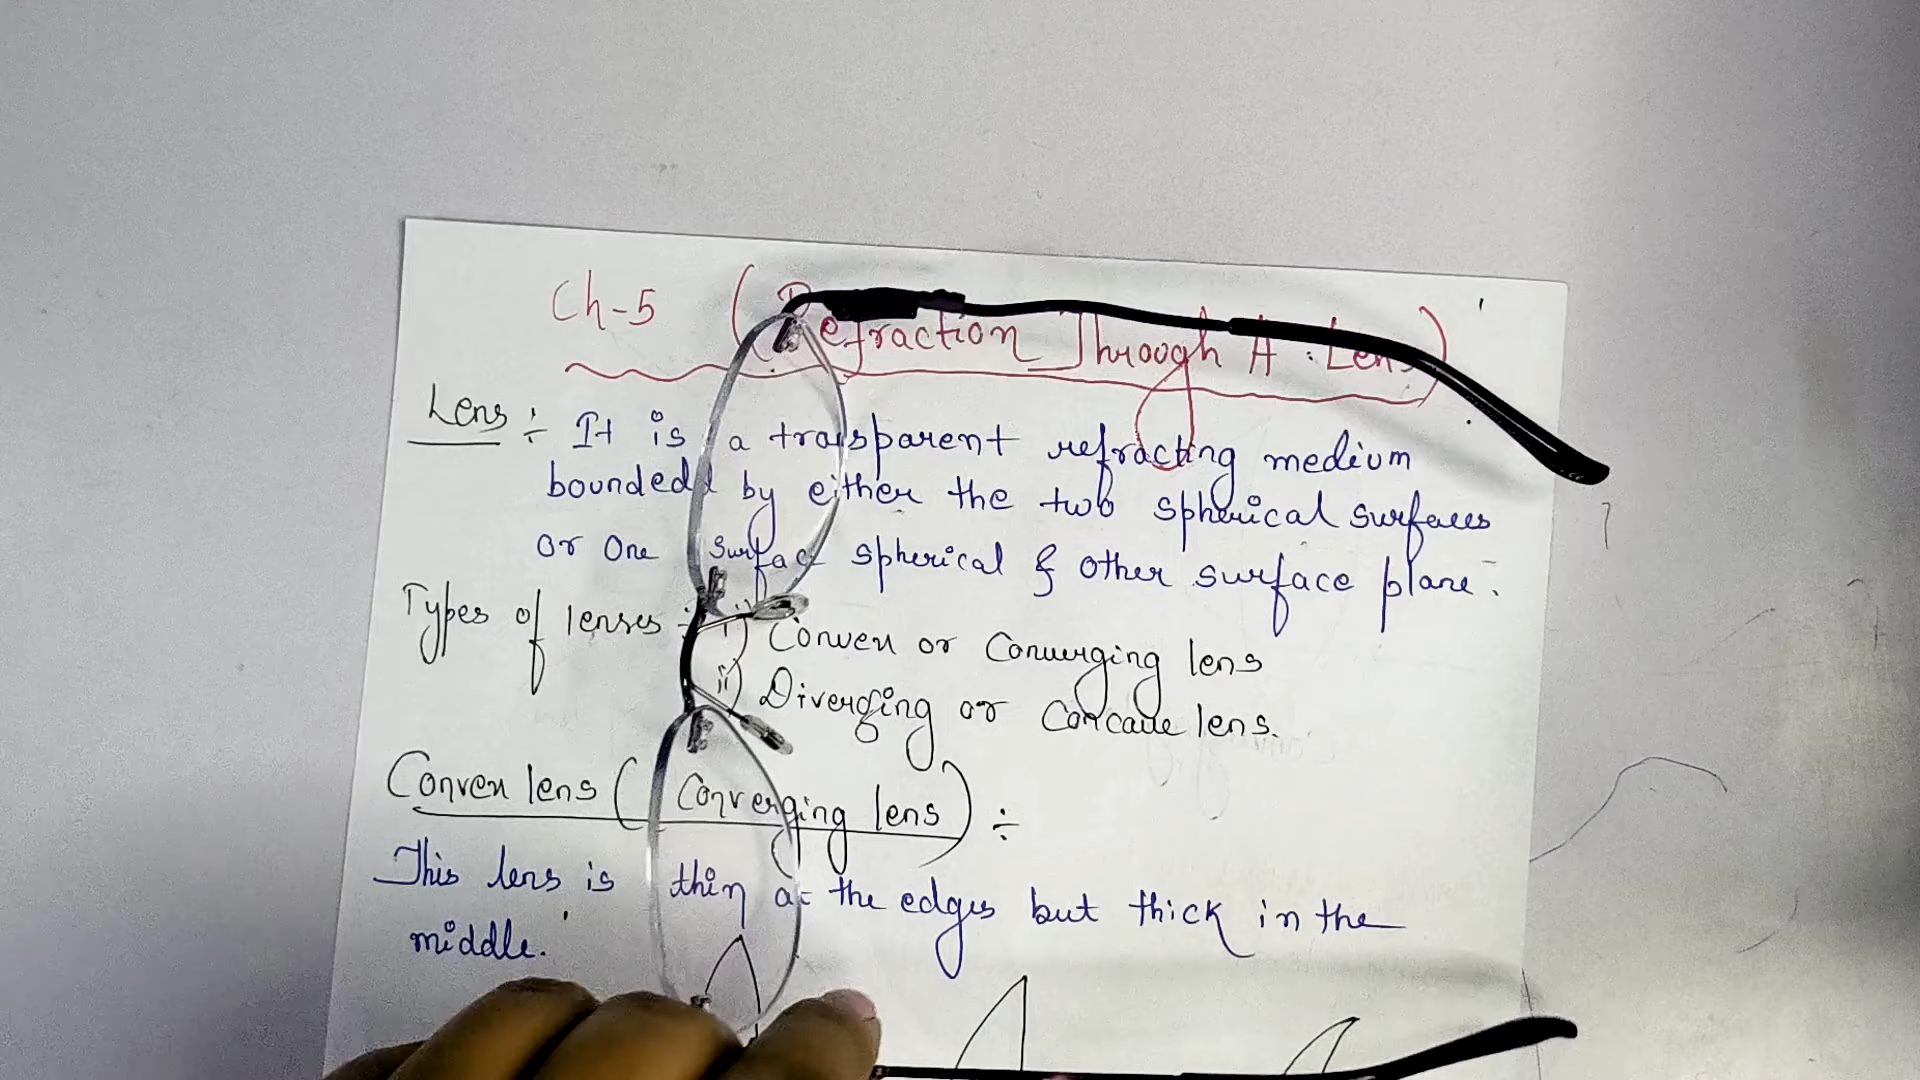 Ch-5 (Refraction Through A Lens)
Lens ÷ It is a transparent refracting medium
bounded by either the two spherical surfaces
or One surface spherical & other surface plane.
Types of lenses ÷ i) Convex or Converging lens
ii) Diverging or Concave lens.
Convex lens (Converging lens) ÷
This lens is thin at the edges but thick in the
middle.